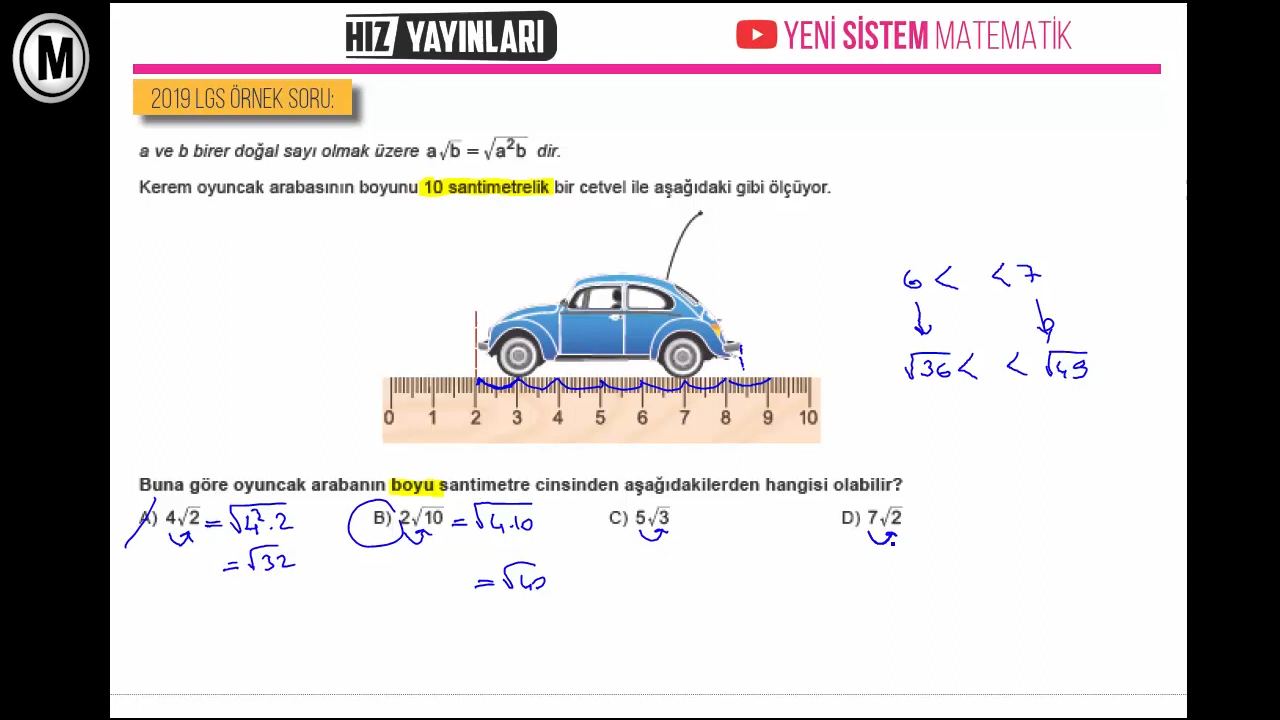 M
HIZ YAYINLARI
YENİ SİSTEM MATEMATİK
2019 LGS ÖRNEK SORU:
a ve b birer doğal sayı olmak üzere a√b = √a²b dir.
Kerem oyuncak arabasının boyunu 10 santimetrelik bir cetvel ile aşağıdaki gibi ölçüyor.
6 < < 7
√36 < < √49
0 1 2 3 4 5 6 7 8 9 10
Buna göre oyuncak arabanın boyu santimetre cinsinden aşağıdakilerden hangisi olabilir?
A) 4√2 = √4².2 B) 2√10 = √4.10 C) 5√3 D) 7√2
= √32 = √40